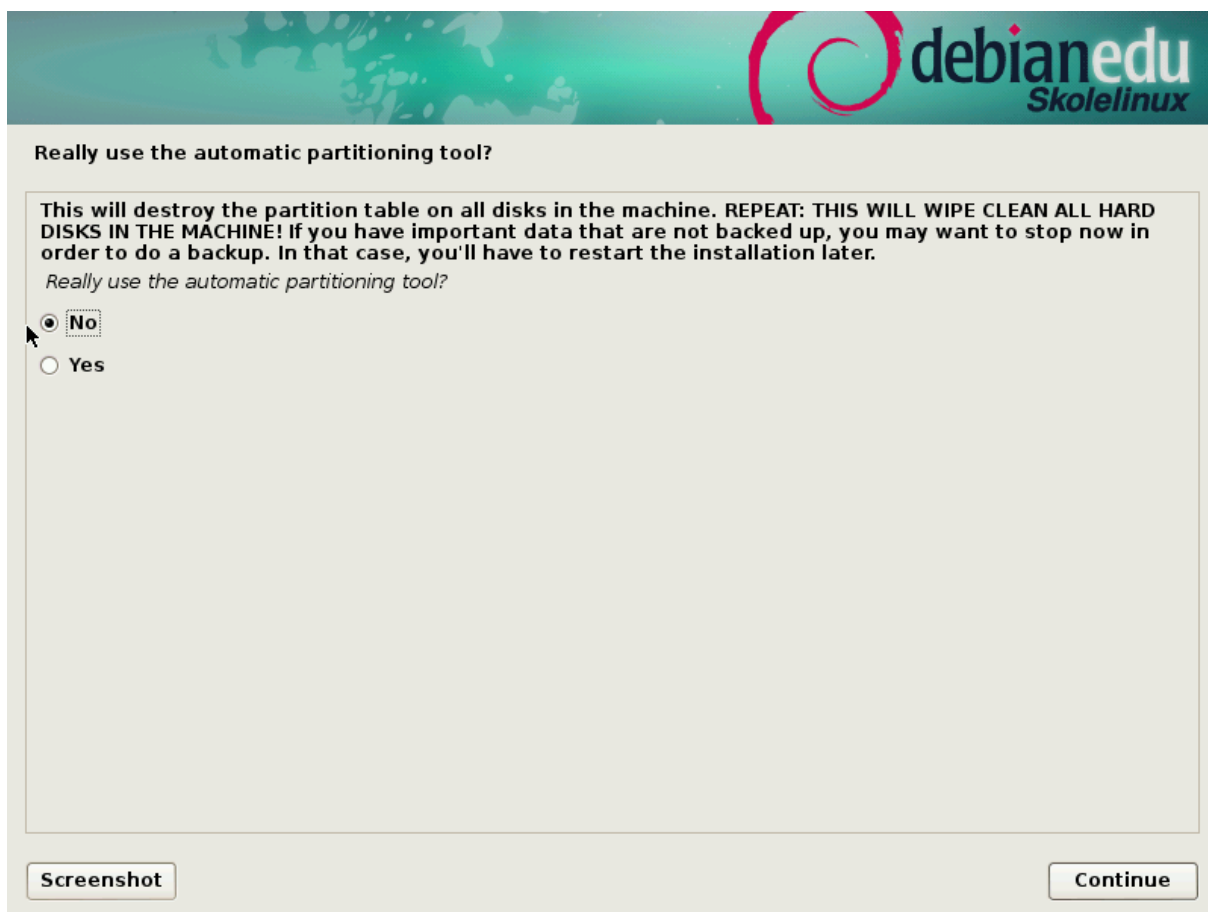 debianedu
Skolelinux
Really use the automatic partitioning tool?
This will destroy the partition table on all disks in the machine. REPEAT: THIS WILL WIPE CLEAN ALL HARD
DISKS IN THE MACHINE! If you have important data that are not backed up, you may want to stop now in
order to do a backup. In that case, you'll have to restart the installation later.
Really use the automatic partitioning tool?
No
Yes
Screenshot
Continue